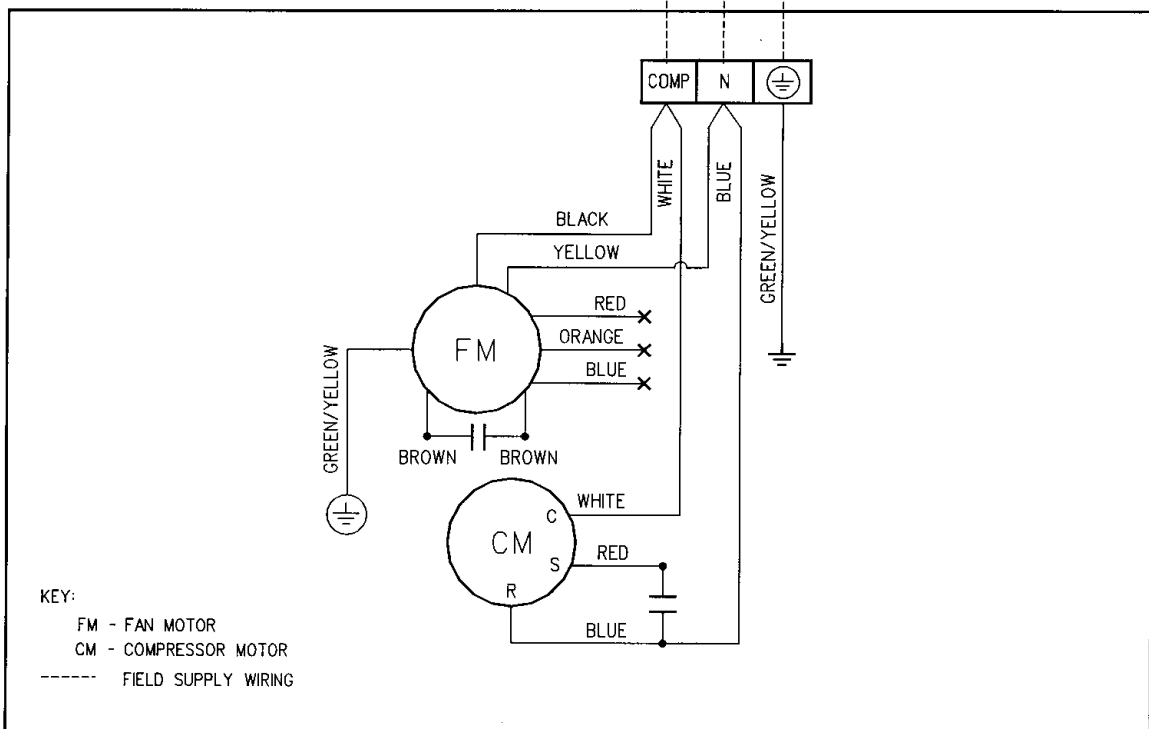 COMP N
WHITE
BLUE
GREEN/YELLOW
BLACK
YELLOW
RED
ORANGE
BLUE
FM
GREEN/YELLOW
BROWN BROWN
WHITE
C
CM
RED
S
R
BLUE
KEY:
FM - FAN MOTOR
CM - COMPRESSOR MOTOR
------ FIELD SUPPLY WIRING